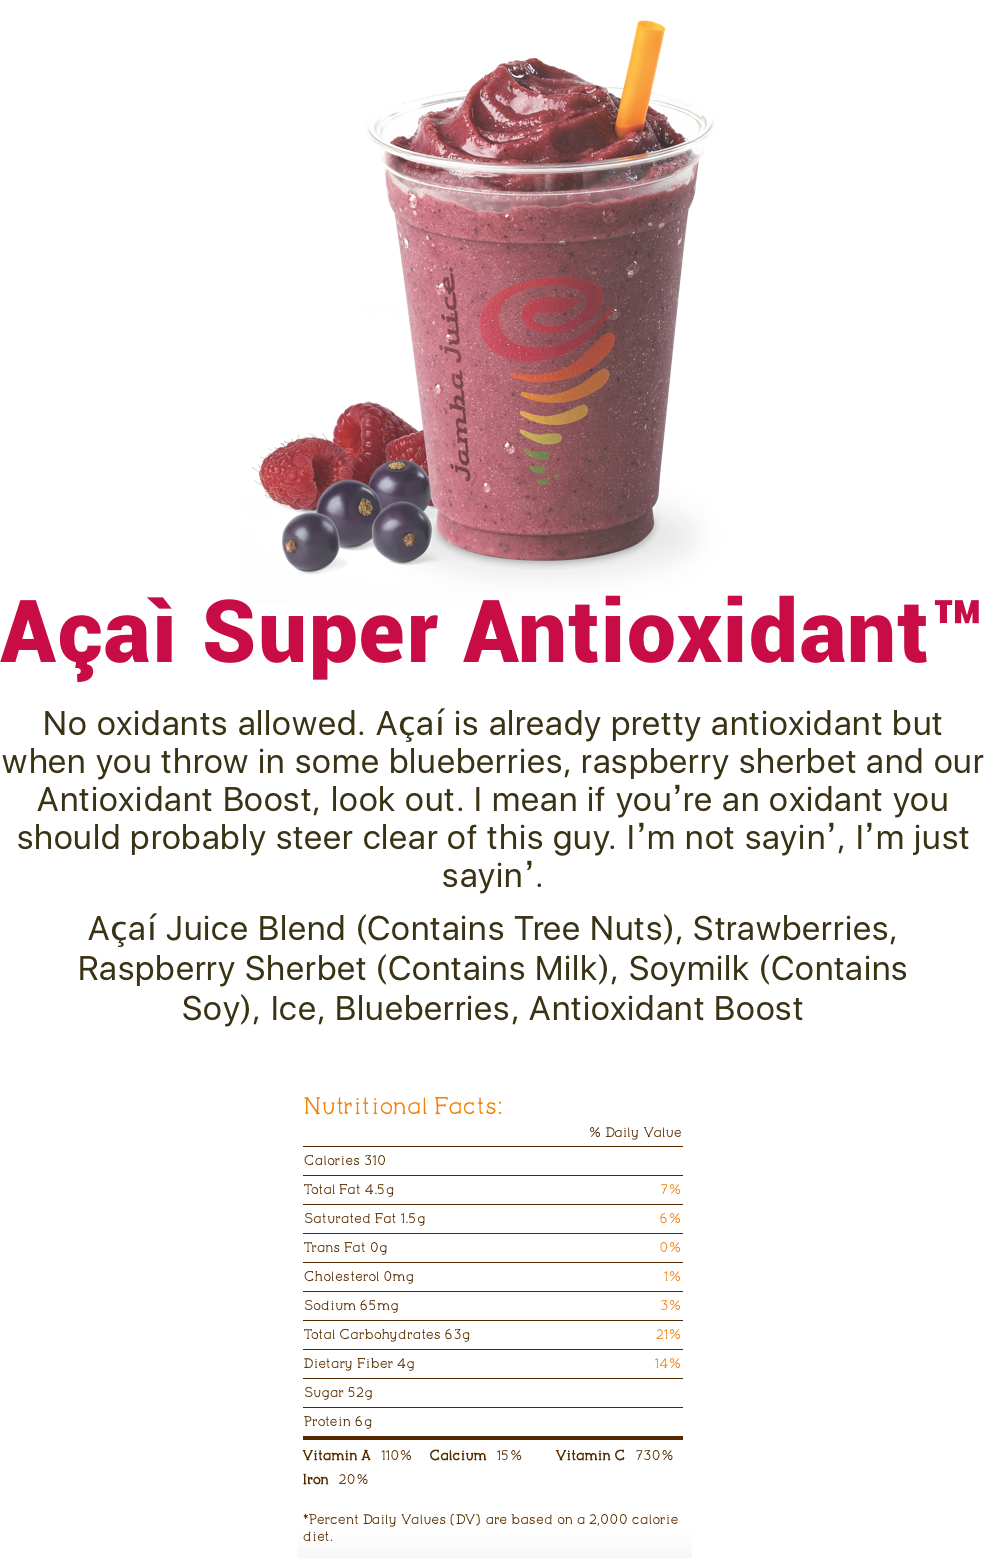 jamba juice
Açaì Super Antioxidant™
No oxidants allowed. Açaí is already pretty antioxidant but
when you throw in some blueberries, raspberry sherbet and our
Antioxidant Boost, look out. I mean if you’re an oxidant you
should probably steer clear of this guy. I’m not sayin’, I’m just
sayin’.
Açaí Juice Blend (Contains Tree Nuts), Strawberries,
Raspberry Sherbet (Contains Milk), Soymilk (Contains
Soy), Ice, Blueberries, Antioxidant Boost
Nutritional Facts:
% Daily Value
Calories 310
Total Fat 4.5g 7%
Saturated Fat 1.5g 6%
Trans Fat 0g 0%
Cholesterol 0mg 1%
Sodium 65mg 3%
Total Carbohydrates 63g 21%
Dietary Fiber 4g 14%
Sugar 52g
Protein 6g
Vitamin A 110% Calcium 15% Vitamin C 730%
Iron 20%
*Percent Daily Values (DV) are based on a 2,000 calorie
diet.